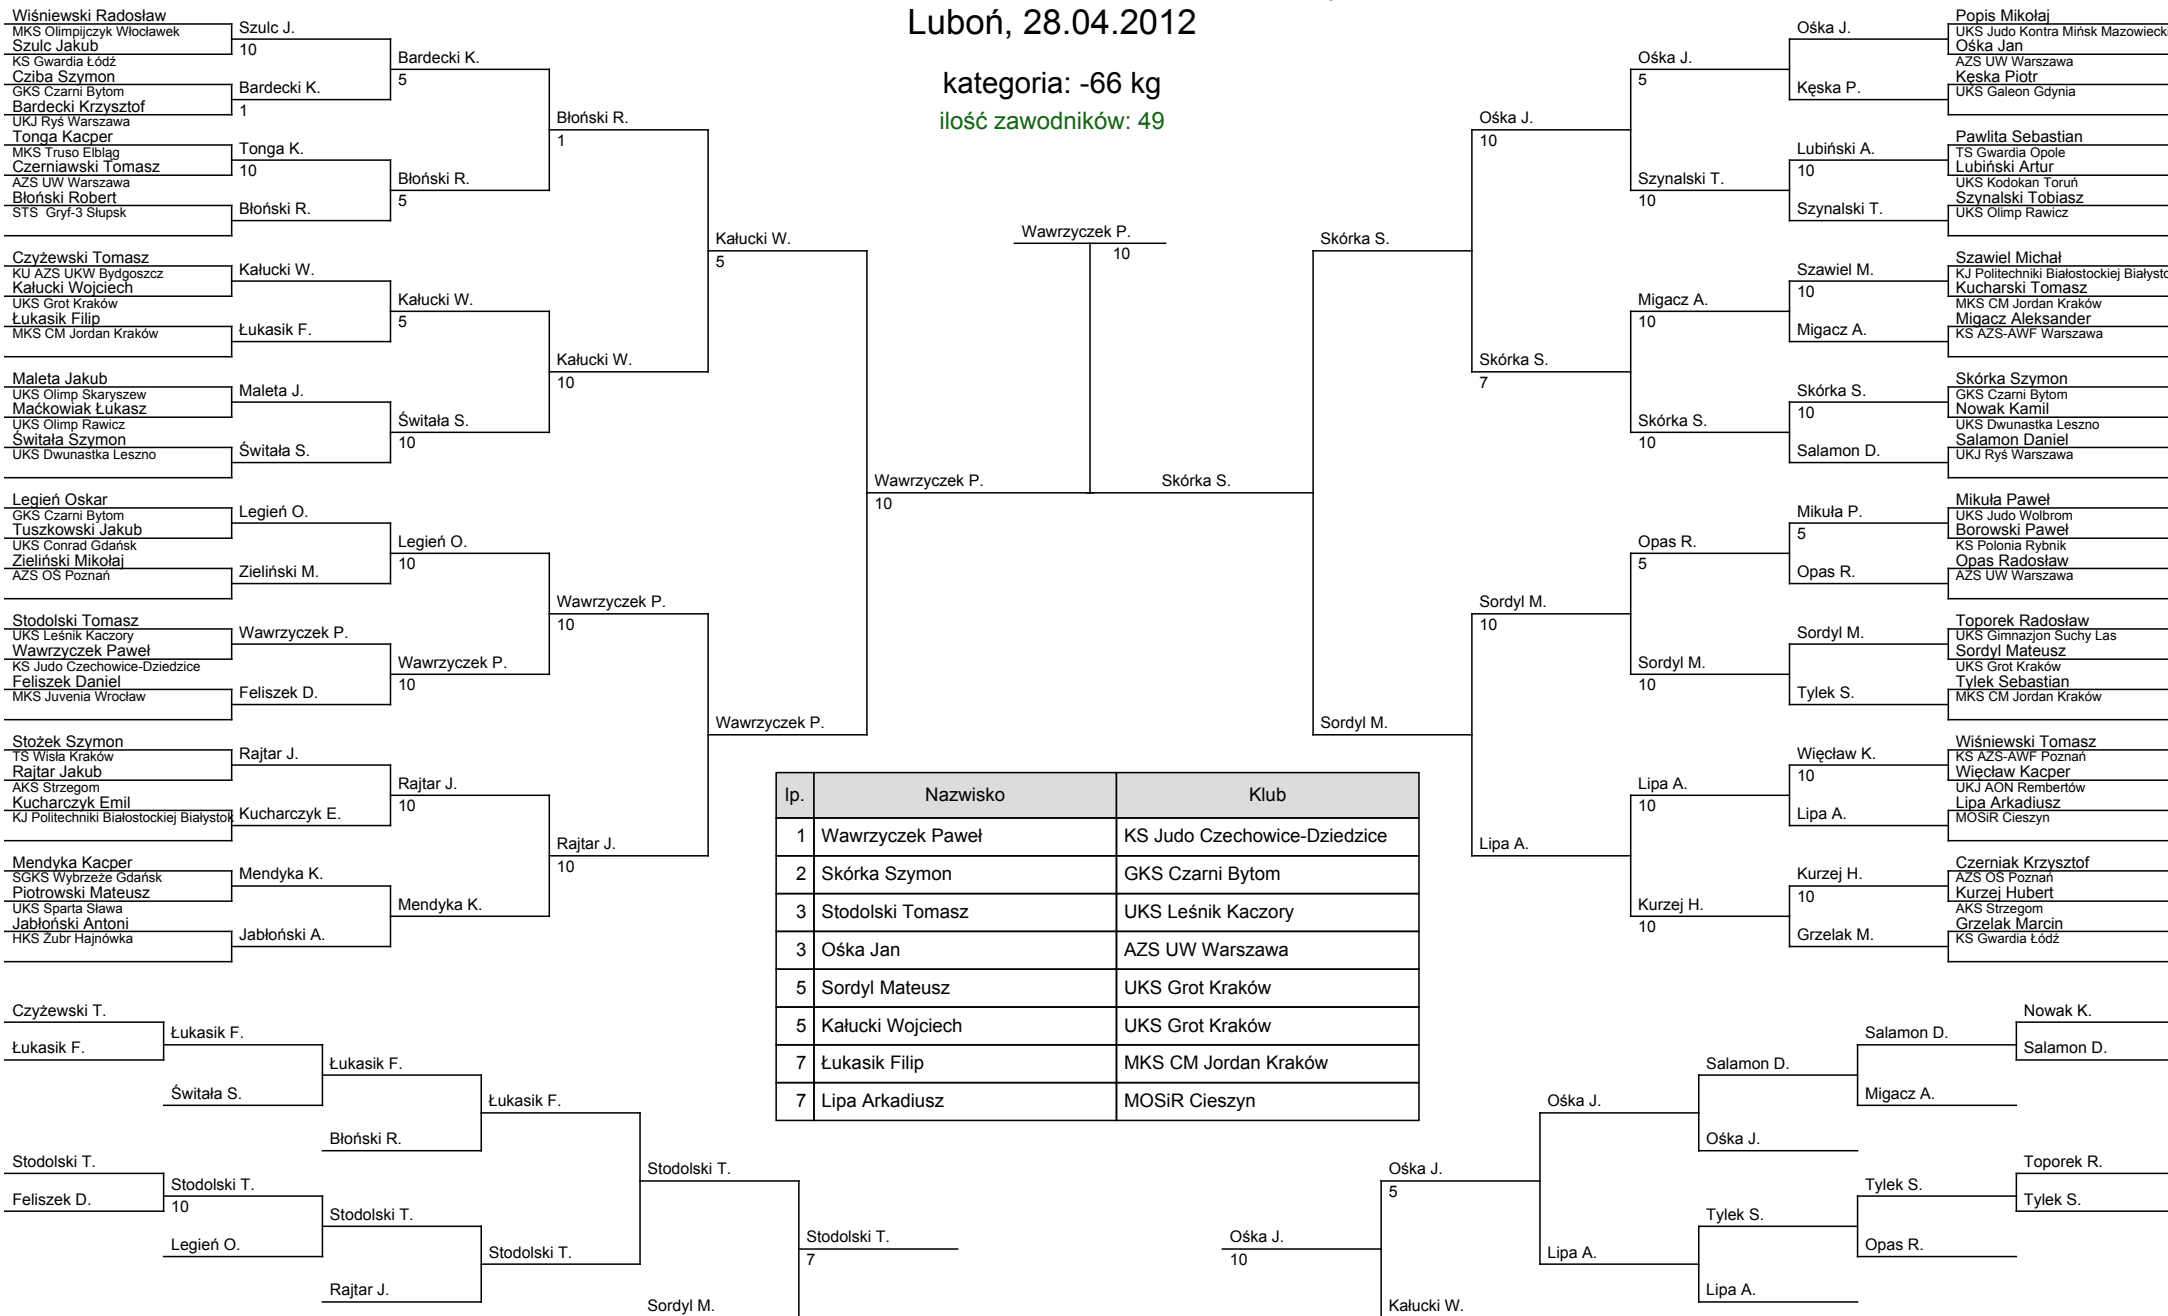 Luboń, 28.04.2012
kategoria: -66 kg
ilość zawodników: 49
Wiśniewski Radosław
MKS Olimpijczyk Włocławek
Szulc Jakub
KS Gwardia Łódź
Cziba Szymon
GKS Czarni Bytom
Bardecki Krzysztof
UKJ Ryś Warszawa
Tonga Kacper
MKS Truso Elbląg
Czerniawski Tomasz
AZS UW Warszawa
Błoński Robert
STS Gryf-3 Słupsk
Czyżewski Tomasz
KU AZS UKW Bydgoszcz
Kałucki Wojciech
UKS Grot Kraków
Łukasik Filip
MKS CM Jordan Kraków
Maleta Jakub
UKS Olimp Skaryszew
Maćkowiak Łukasz
UKS Olimp Rawicz
Świtała Szymon
UKS Dwunastka Leszno
Legień Oskar
GKS Czarni Bytom
Tuszkowski Jakub
UKS Conrad Gdańsk
Zieliński Mikołaj
AZS OŚ Poznań
Stodolski Tomasz
UKS Leśnik Kaczory
Wawrzyczek Paweł
KS Judo Czechowice-Dziedzice
Feliszek Daniel
MKS Juvenia Wrocław
Stożek Szymon
TS Wisła Kraków
Rajtar Jakub
AKS Strzegom
Kucharczyk Emil
KJ Politechniki Białostockiej Białystok
Mendyka Kacper
SGKS Wybrzeże Gdańsk
Piotrowski Mateusz
UKS Sparta Sława
Jabłoński Antoni
HKS Żubr Hajnówka
Szulc J.
10
Bardecki K.
1
Tonga K.
10
Błoński R.
Kałucki W.
Łukasik F.
Maleta J.
Świtała S.
Legień O.
Zieliński M.
Wawrzyczek P.
Feliszek D.
Rajtar J.
Kucharczyk E.
Mendyka K.
Jabłoński A.
Bardecki K.
5
Błoński R.
5
Kałucki W.
5
Świtała S.
10
Legień O.
10
Wawrzyczek P.
10
Rajtar J.
10
Mendyka K.
Błoński R.
1
Kałucki W.
10
Wawrzyczek P.
10
Rajtar J.
10
Kałucki W.
5
Wawrzyczek P.
Wawrzyczek P.
10
Wawrzyczek P.
10
Skórka S.
Skórka S.
Sordyl M.
Ośka J.
10
Skórka S.
7
Sordyl M.
10
Lipa A.
Ośka J.
5
Szynalski T.
10
Migacz A.
10
Skórka S.
10
Opas R.
5
Sordyl M.
10
Lipa A.
10
Kurzej H.
10
Ośka J.
Kęska P.
Lubiński A.
10
Szynalski T.
Szawiel M.
10
Migacz A.
Skórka S.
10
Salamon D.
Mikuła P.
5
Opas R.
Sordyl M.
Tylek S.
Więcław K.
10
Lipa A.
Kurzej H.
10
Grzelak M.
Popis Mikołaj
UKS Judo Kontra Mińsk Mazowiecki
Ośka Jan
AZS UW Warszawa
Kęska Piotr
UKS Galeon Gdynia
Pawlita Sebastian
TS Gwardia Opole
Lubiński Artur
UKS Kodokan Toruń
Szynalski Tobiasz
UKS Olimp Rawicz
Szawiel Michał
KJ Politechniki Białostockiej Białysto
Kucharski Tomasz
MKS CM Jordan Kraków
Migacz Aleksander
KS AZS-AWF Warszawa
Skórka Szymon
GKS Czarni Bytom
Nowak Kamil
UKS Dwunastka Leszno
Salamon Daniel
UKJ Ryś Warszawa
Mikuła Paweł
UKS Judo Wolbrom
Borowski Paweł
KS Polonia Rybnik
Opas Radosław
AZS UW Warszawa
Toporek Radosław
UKS Gimnazjon Suchy Las
Sordyl Mateusz
UKS Grot Kraków
Tylek Sebastian
MKS CM Jordan Kraków
Wiśniewski Tomasz
KS AZS-AWF Poznań
Więcław Kacper
UKJ AON Rembertów
Lipa Arkadiusz
MOSiR Cieszyn
Czerniak Krzysztof
AZS OŚ Poznań
Kurzej Hubert
AKS Strzegom
Grzelak Marcin
KS Gwardia Łódź
lp. Nazwisko Klub
1 Wawrzyczek Paweł KS Judo Czechowice-Dziedzice
2 Skórka Szymon GKS Czarni Bytom
3 Stodolski Tomasz UKS Leśnik Kaczory
3 Ośka Jan AZS UW Warszawa
5 Sordyl Mateusz UKS Grot Kraków
5 Kałucki Wojciech UKS Grot Kraków
7 Łukasik Filip MKS CM Jordan Kraków
7 Lipa Arkadiusz MOSiR Cieszyn
Czyżewski T.
Łukasik F.
Stodolski T.
Feliszek D.
Łukasik F.
Świtała S.
Stodolski T.
10
Legień O.
Łukasik F.
Błoński R.
Stodolski T.
Rajtar J.
Łukasik F.
Stodolski T.
Stodolski T.
Sordyl M.
Stodolski T.
7
Ośka J.
10
Ośka J.
5
Kałucki W.
Ośka J.
Lipa A.
Salamon D.
Ośka J.
Tylek S.
Lipa A.
Salamon D.
Migacz A.
Tylek S.
Opas R.
Nowak K.
Salamon D.
Toporek R.
Tylek S.